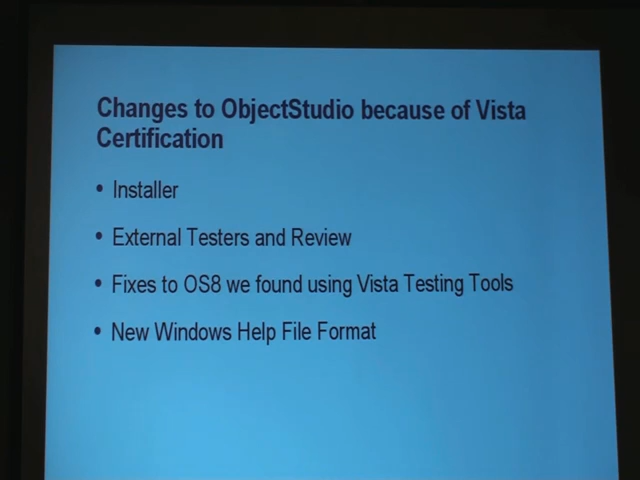 Changes to ObjectStudio because of Vista
Certification
• Installer
• External Testers and Review
• Fixes to OS8 we found using Vista Testing Tools
• New Windows Help File Format